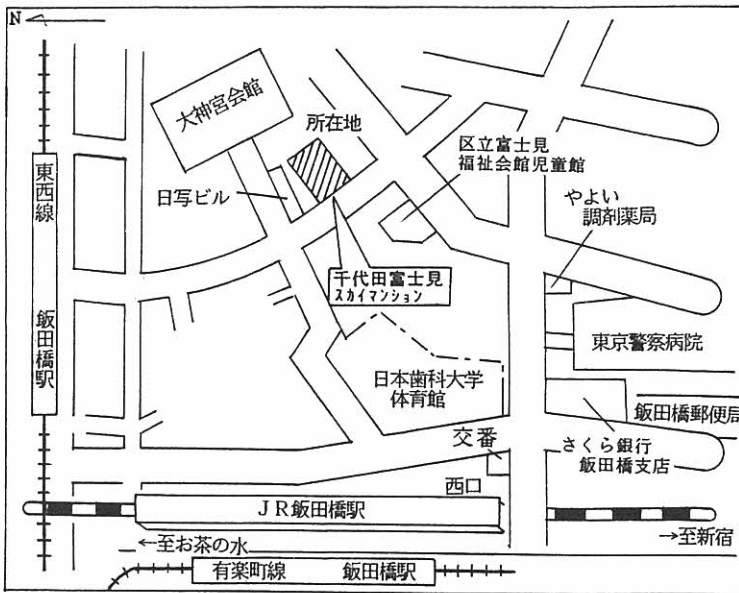 N
大神宮会館
所在地
区立富士見
福祉会館児童館
東西線 飯田橋駅
日写ビル
やよい
調剤薬局
千代田富士見
スカイマンション
東京警察病院
日本歯科大学
体育館
飯田橋郵便局
交番
さくら銀行
飯田橋支店
西口
JR飯田橋駅
←至お茶の水
→至新宿
有楽町線 飯田橋駅